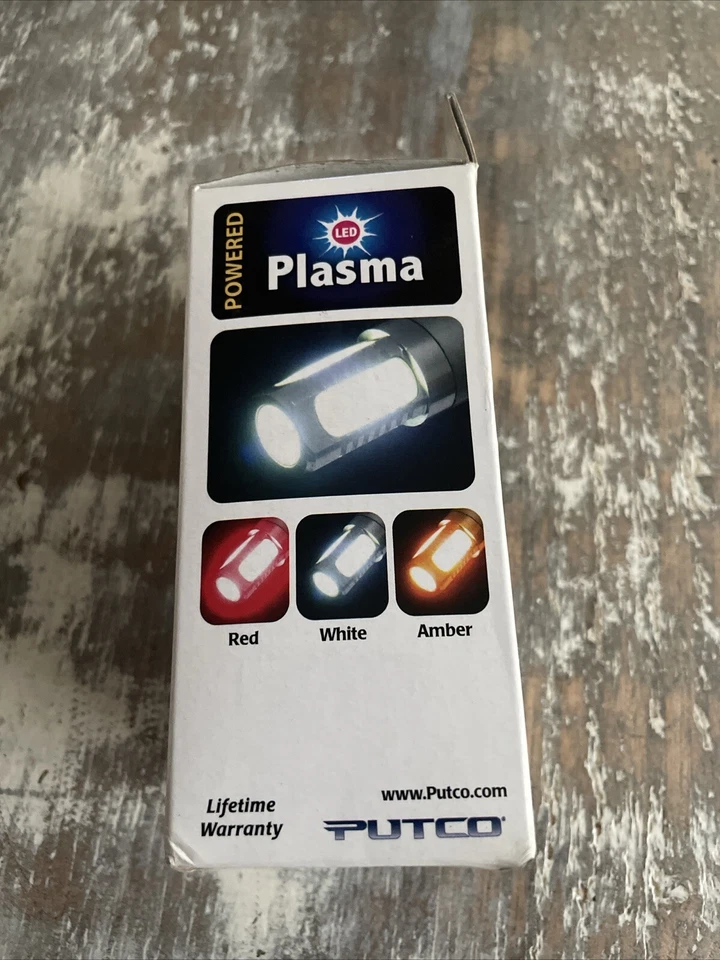 POWERED
LED
Plasma
Red
White
Amber
Lifetime
Warranty
www.Putco.com
PUTCO